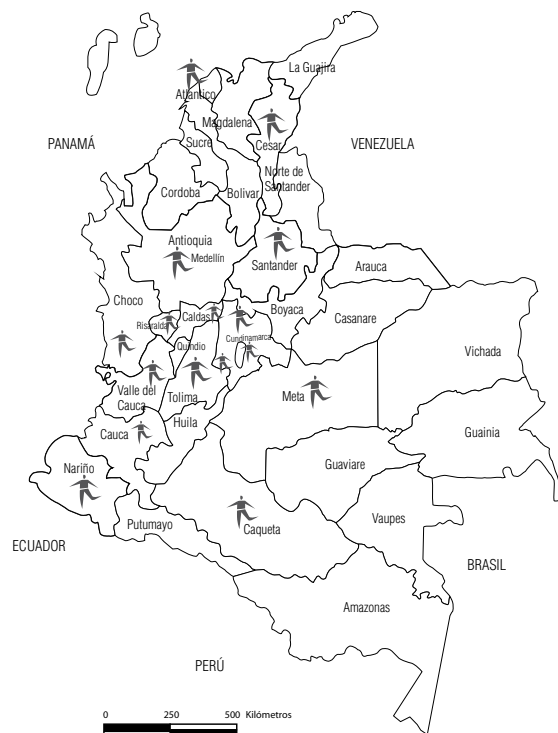 La Guajira
Atlantico
Magdalena
PANAMÁ
Sucre
Cesar
VENEZUELA
Norte de
Santander
Cordoba
Bolivar
Antioquia
Medellín
Santander
Arauca
Choco
Boyaca
Casanare
Caldas
Risaralda
Cundinamarca
Quindio
Vichada
Valle del
Cauca
Tolima
Meta
Huila
Cauca
Guainia
Nariño
Guaviare
Putumayo
Caqueta
Vaupes
ECUADOR
BRASIL
Amazonas
PERÚ
0 250 500 Kilómetros